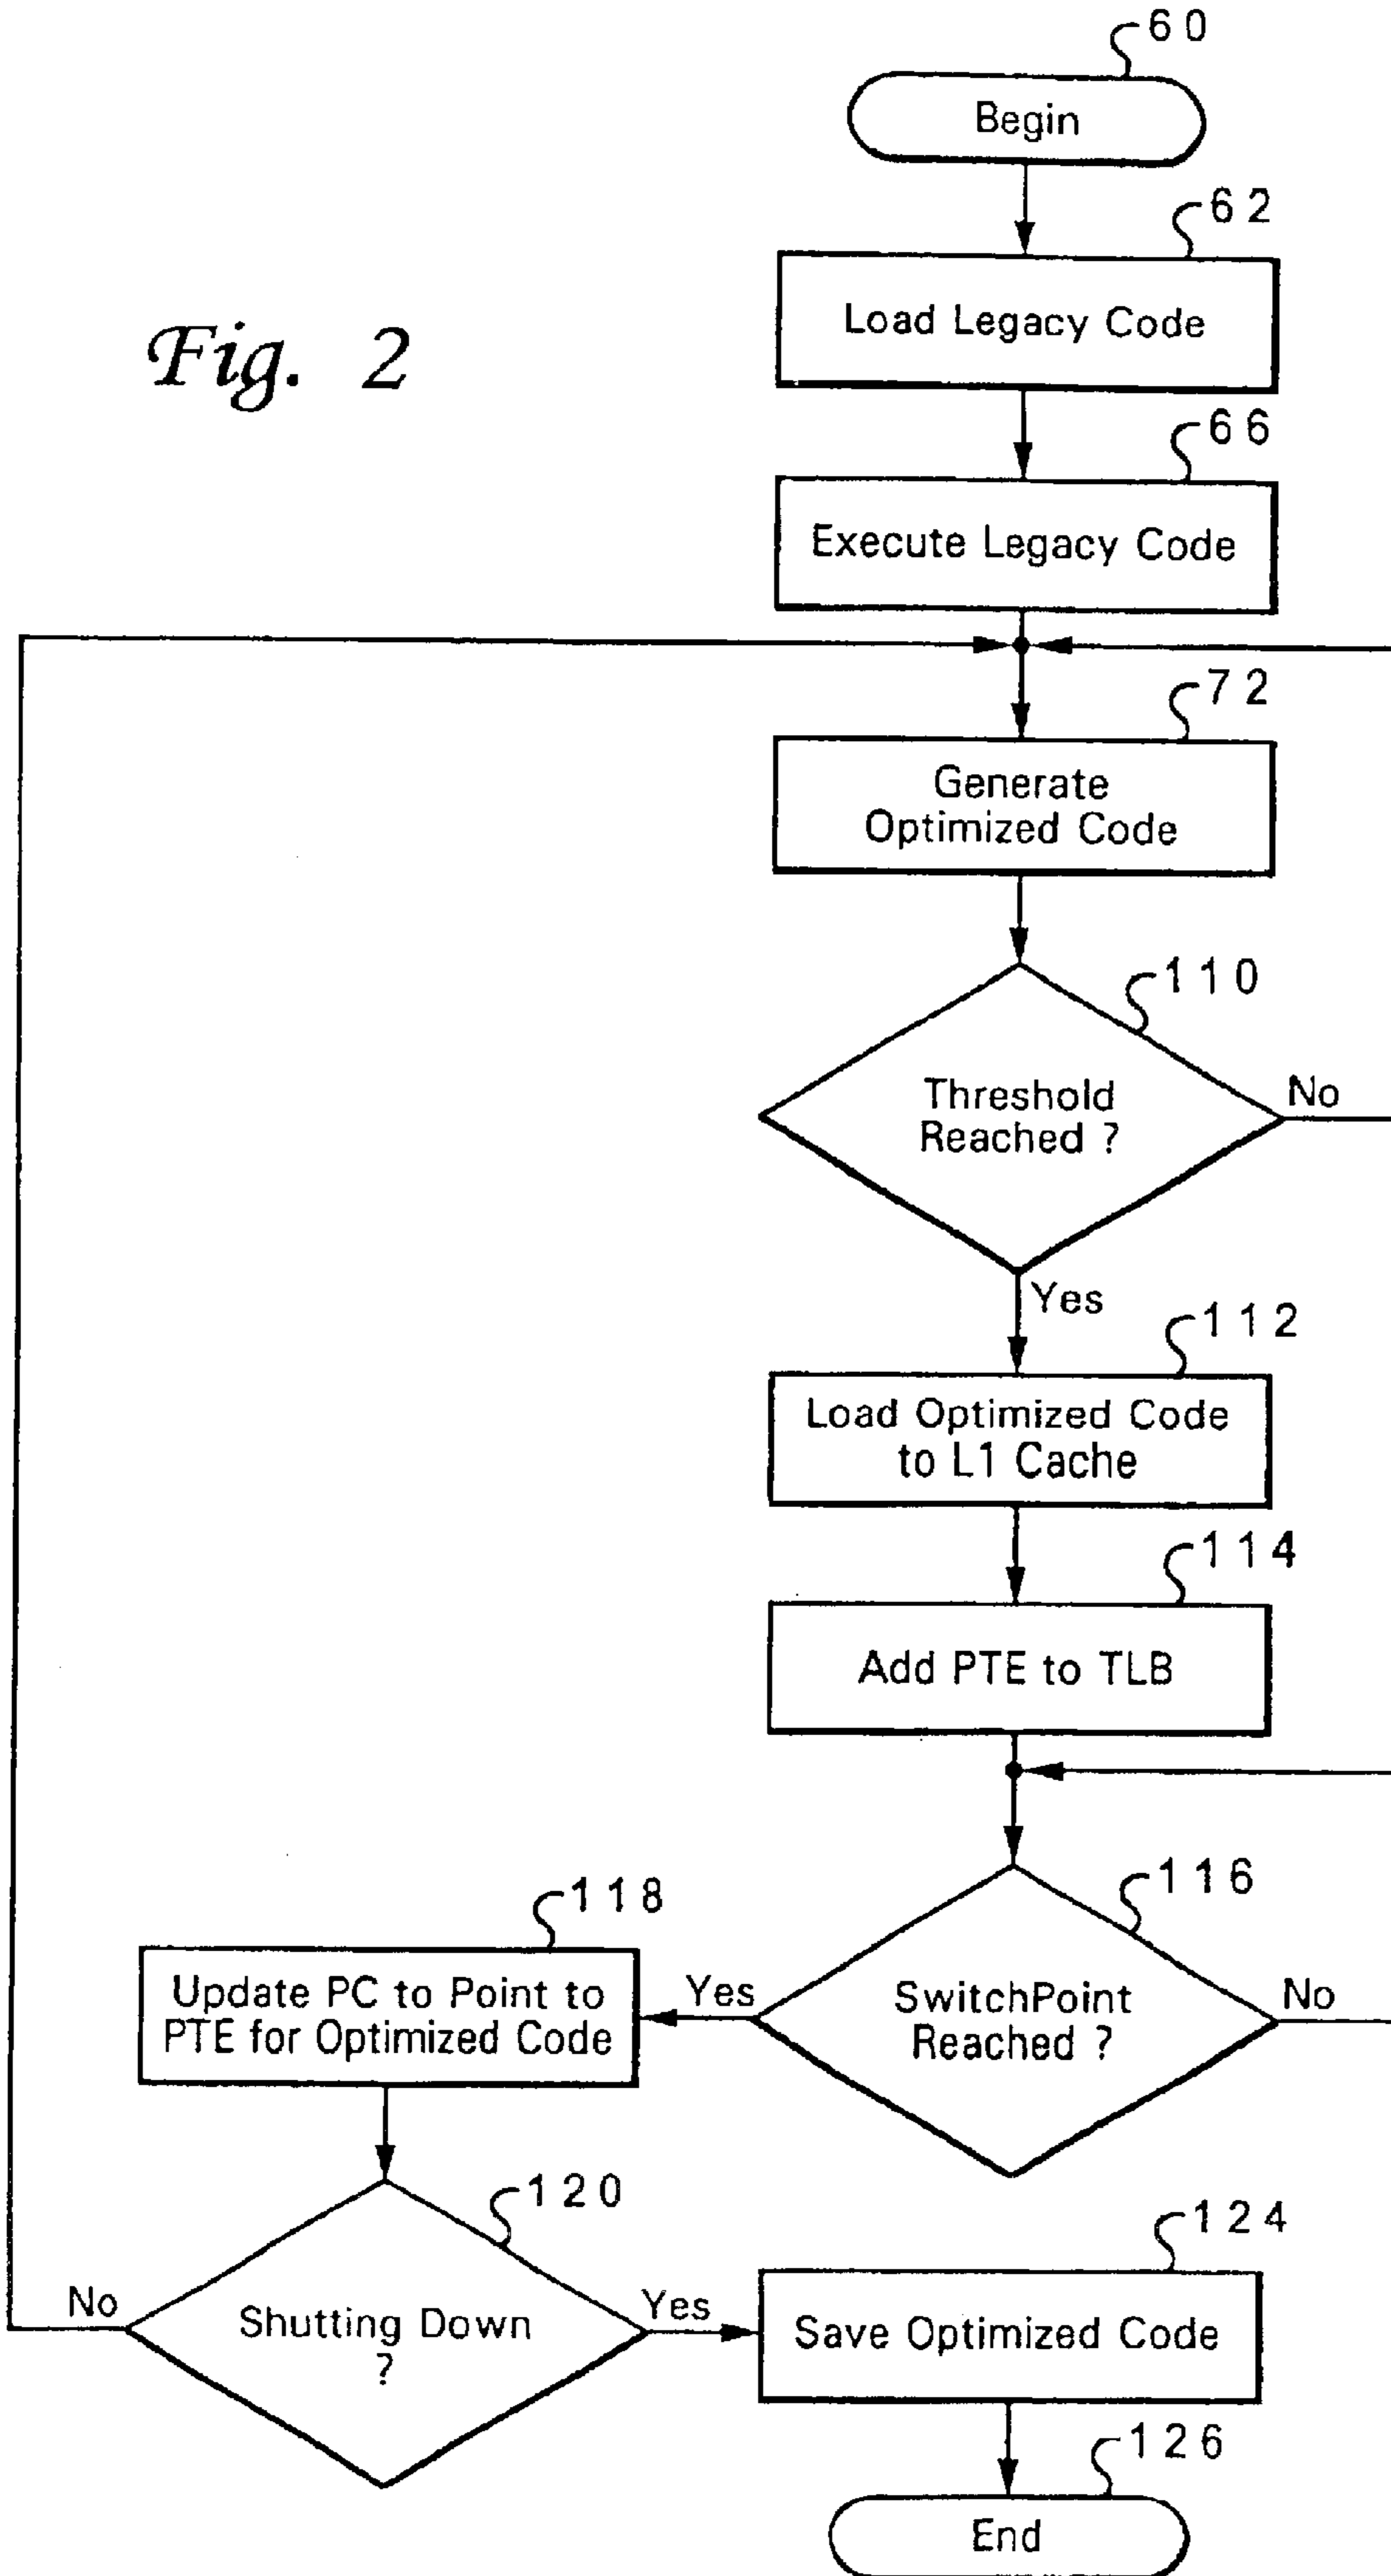 60
Begin
62
Load Legacy Code
Fig. 2
66
Execute Legacy Code
72
Generate
Optimized Code
110
Threshold
Reached ?
No
Yes
112
Load Optimized Code
to L1 Cache
114
Add PTE to TLB
116
SwitchPoint
Reached ?
No
Yes
118
Update PC to Point to
PTE for Optimized Code
120
Shutting Down
?
No
Yes
124
Save Optimized Code
126
End